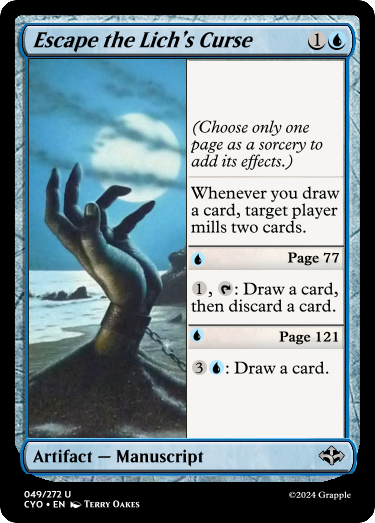 Escape the Lich's Curse 1
(Choose only one
page as a sorcery to
add its effects.)
Whenever you draw
a card, target player
mills two cards.
Page 77
1, : Draw a card,
then discard a card.
Page 121
3 : Draw a card.
Artifact — Manuscript
049/272 U
CYO • EN Terry Oakes
©2024 Grapple